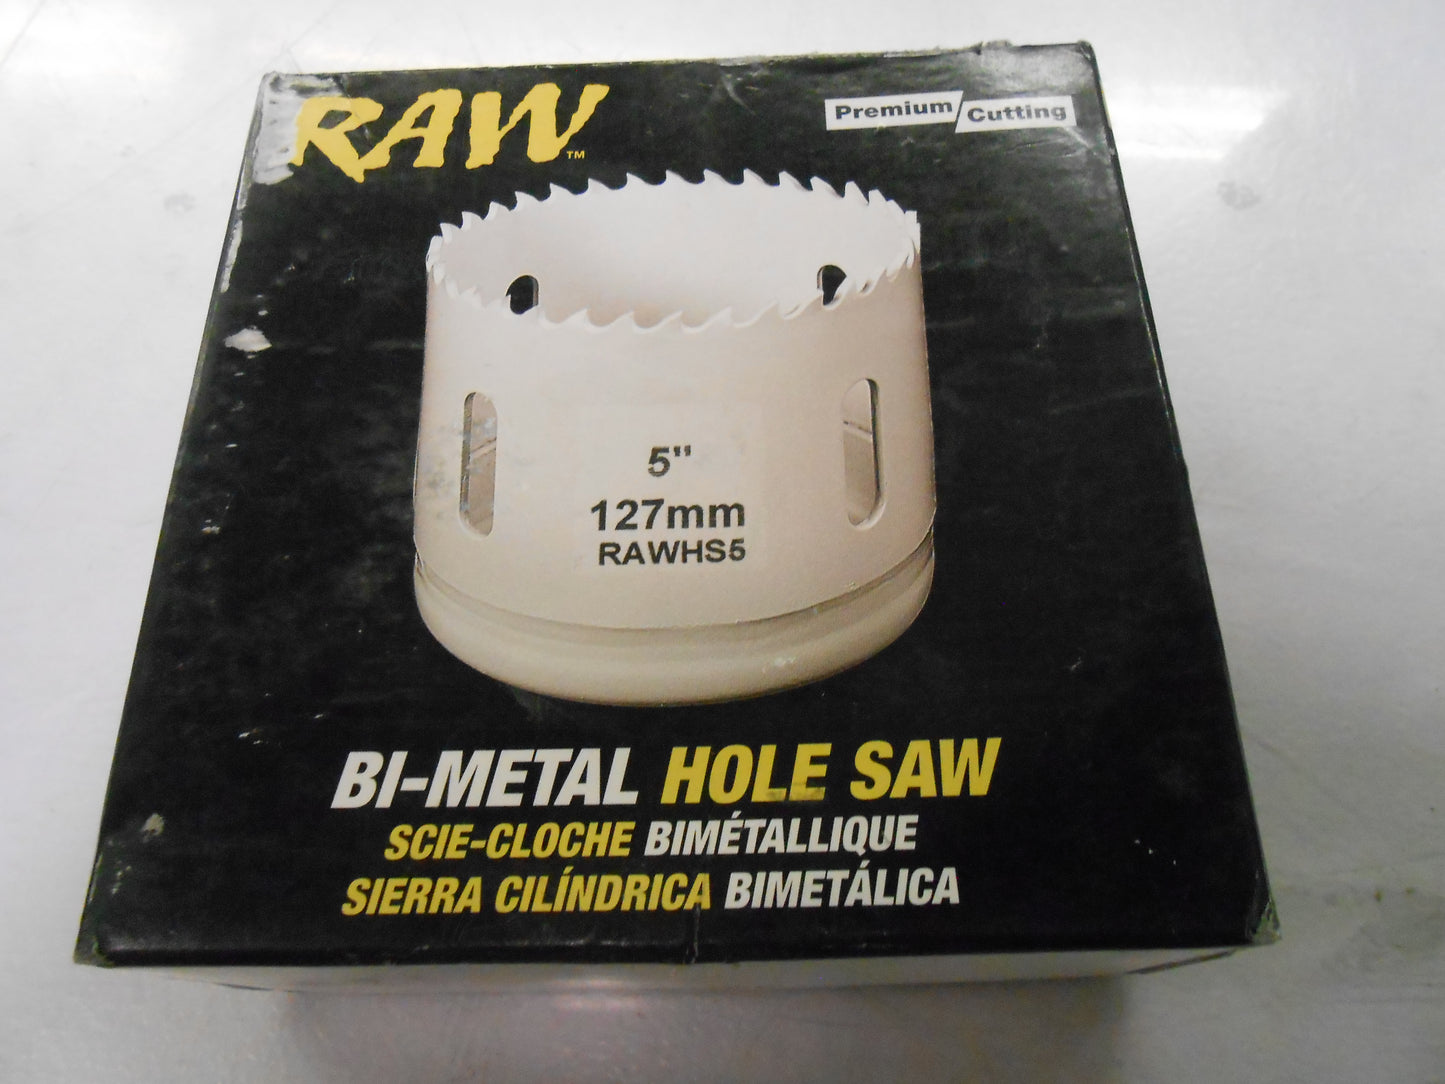 RAW™
Premium Cutting
5"
127mm
RAWHS5
BI-METAL HOLE SAW
SCIE-CLOCHE BIMÉTALLIQUE
SIERRA CILÍNDRICA BIMETÁLICA